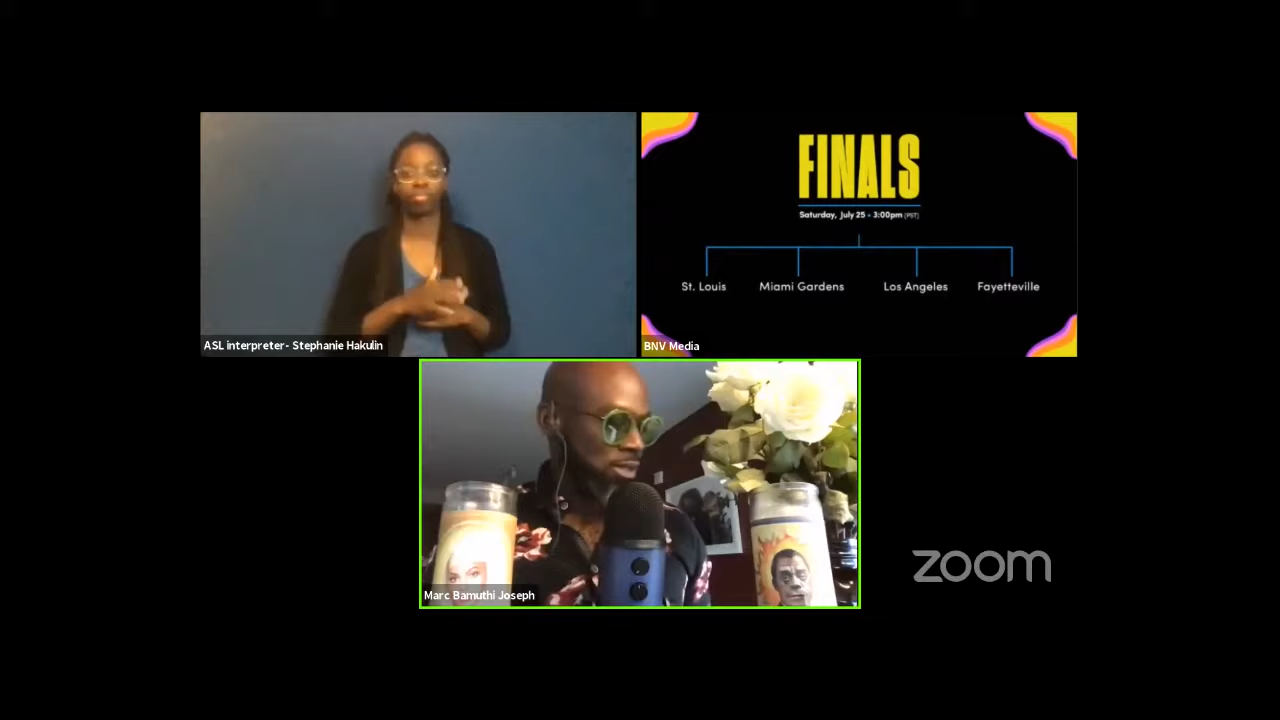 FINALS
Saturday, July 25 • 3:00pm (PST)
St. Louis Miami Gardens Los Angeles Fayetteville
ASL interpreter- Stephanie Hakulin
BNV Media
Marc Bamuthi Joseph
zoom